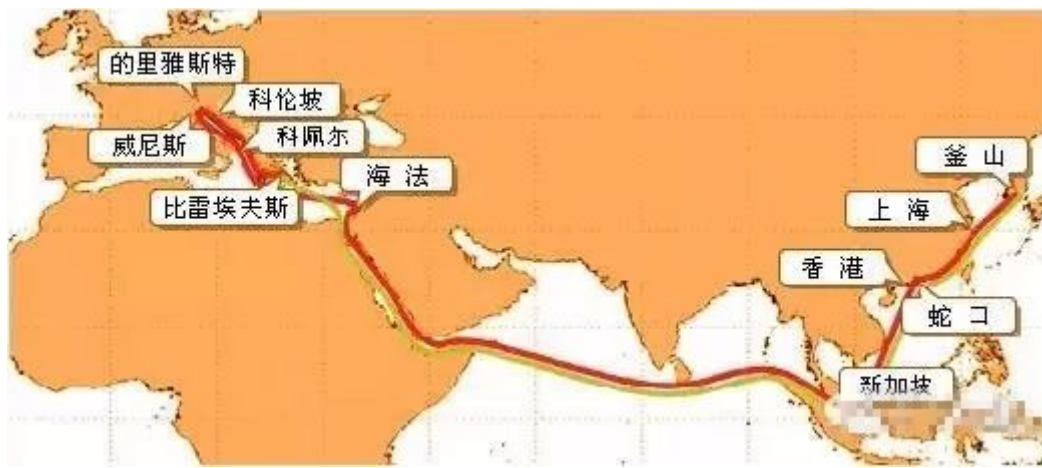 的里雅斯特
科伦坡
威尼斯
科佩尔
海 法
比雷埃夫斯
釜 山
上 海
香 港
蛇 口
新加坡